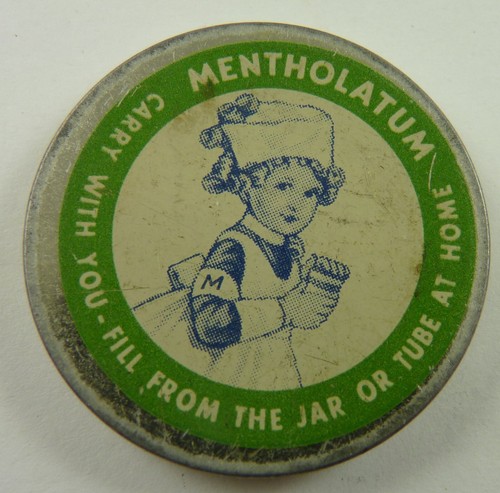 MENTHOLATUM
CARRY WITH YOU - FILL FROM THE JAR OR TUBE AT HOME
M